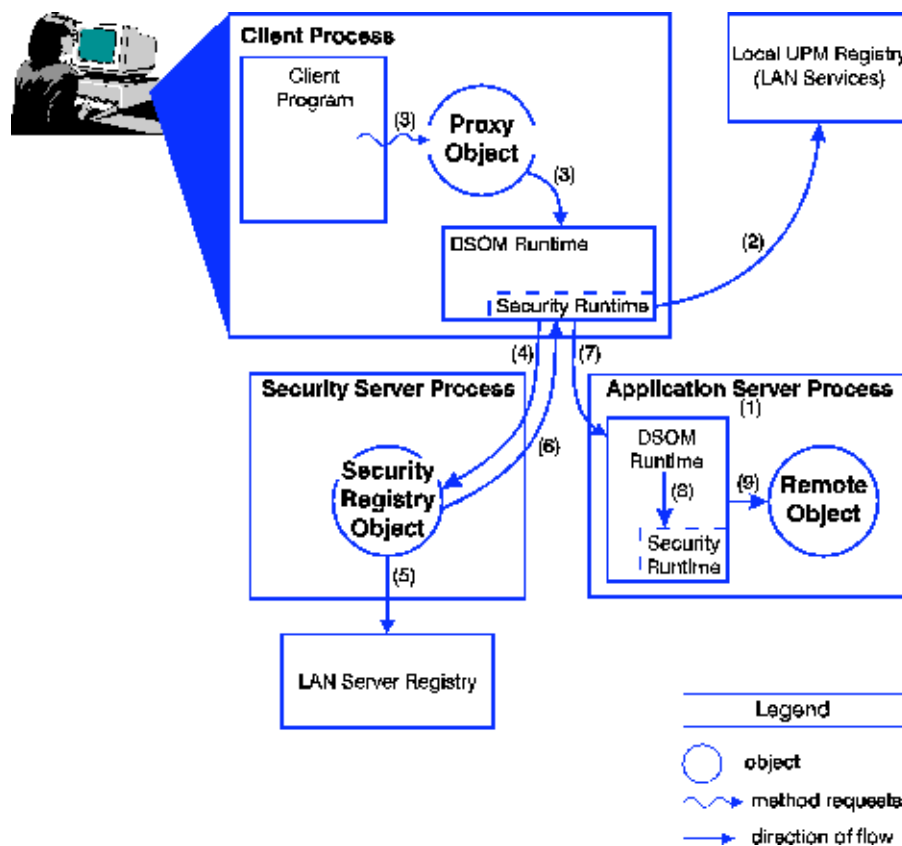 Client Process
Client
Program
(3)
Proxy
Object
(3)
DSOM Runtime
Security Runtime
Local UPM Registry
(LAN Services)
(2)
(4)
(7)
Security Server Process
(6)
Security
Registry
Object
(5)
LAN Server Registry
Application Server Process
(1)
DSOM
Runtime
(8)
(9)
Security
Runtime
Remote
Object
Legend
object
method requests
direction of flow